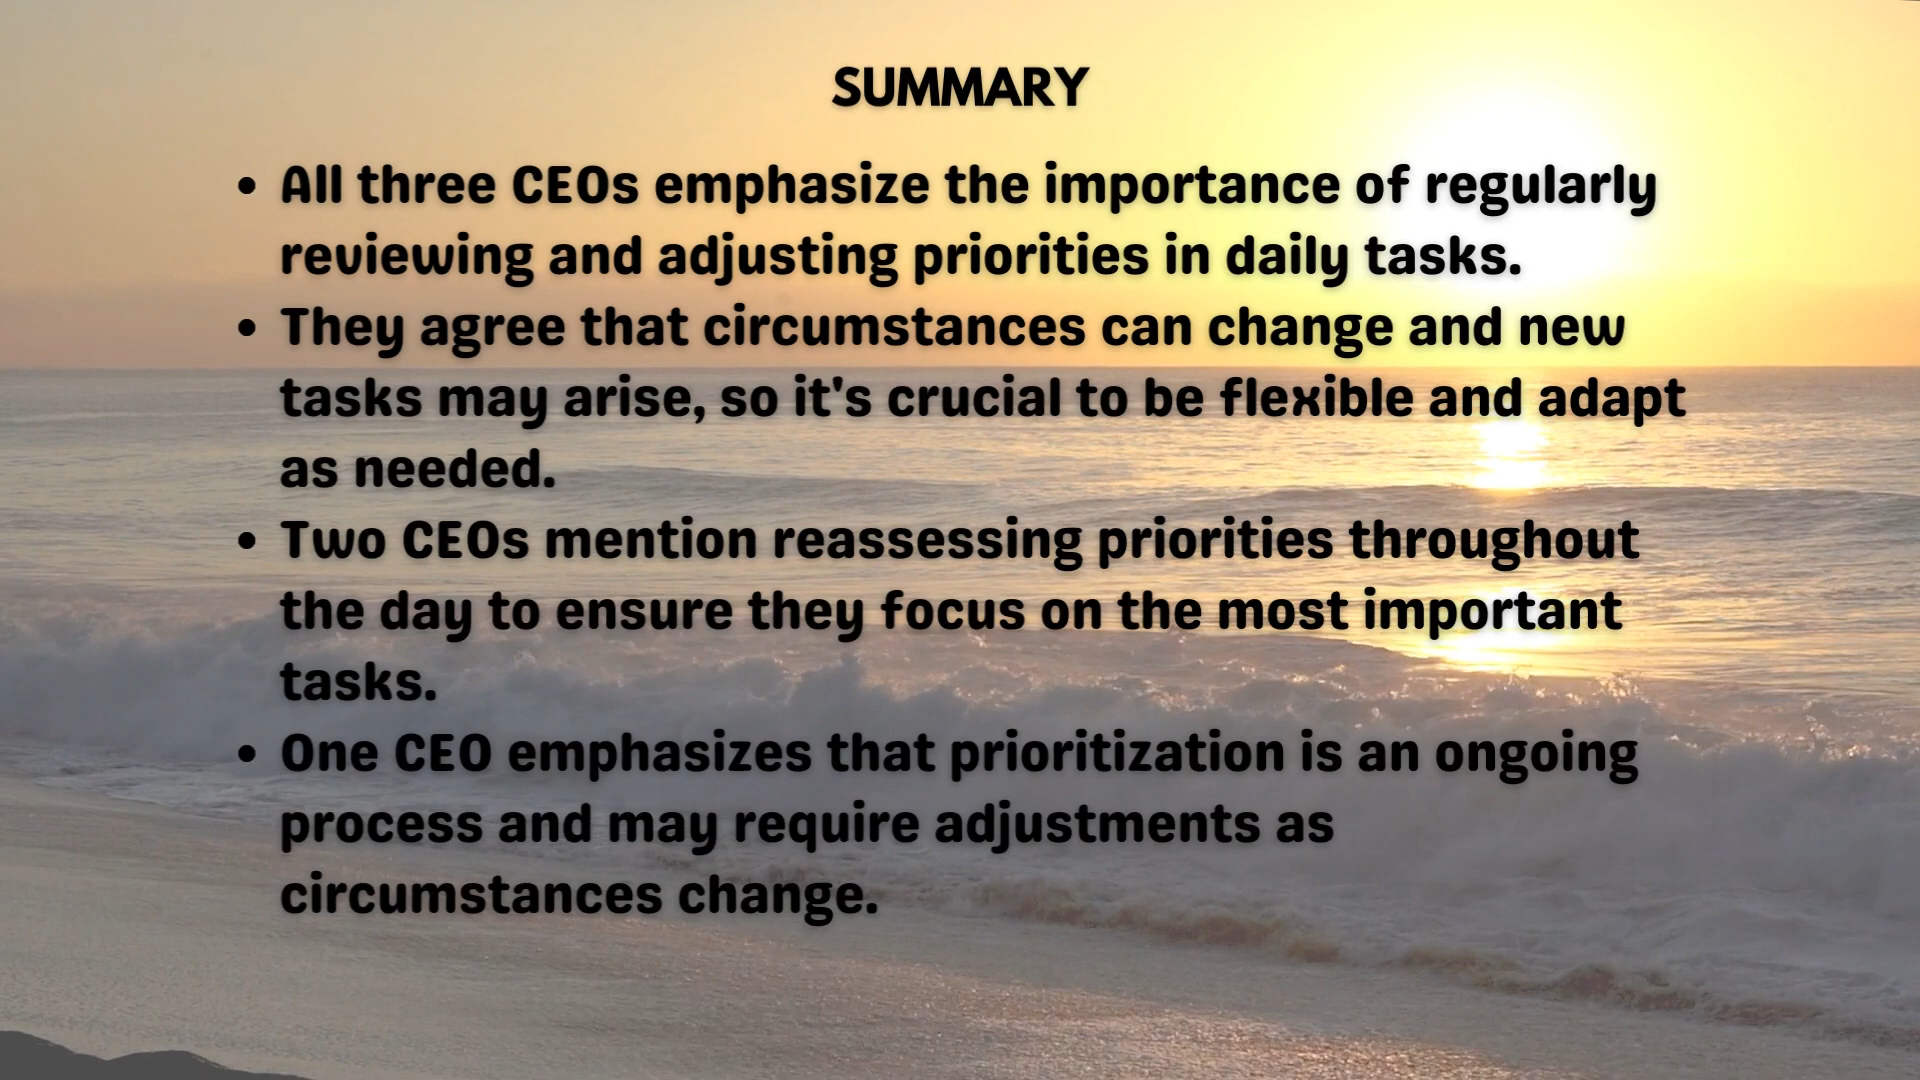 SUMMARY
• All three CEOs emphasize the importance of regularly
reviewing and adjusting priorities in daily tasks.
• They agree that circumstances can change and new
tasks may arise, so it's crucial to be flexible and adapt
as needed.
• Two CEOs mention reassessing priorities throughout
the day to ensure they focus on the most important
tasks.
• One CEO emphasizes that prioritization is an ongoing
process and may require adjustments as
circumstances change.